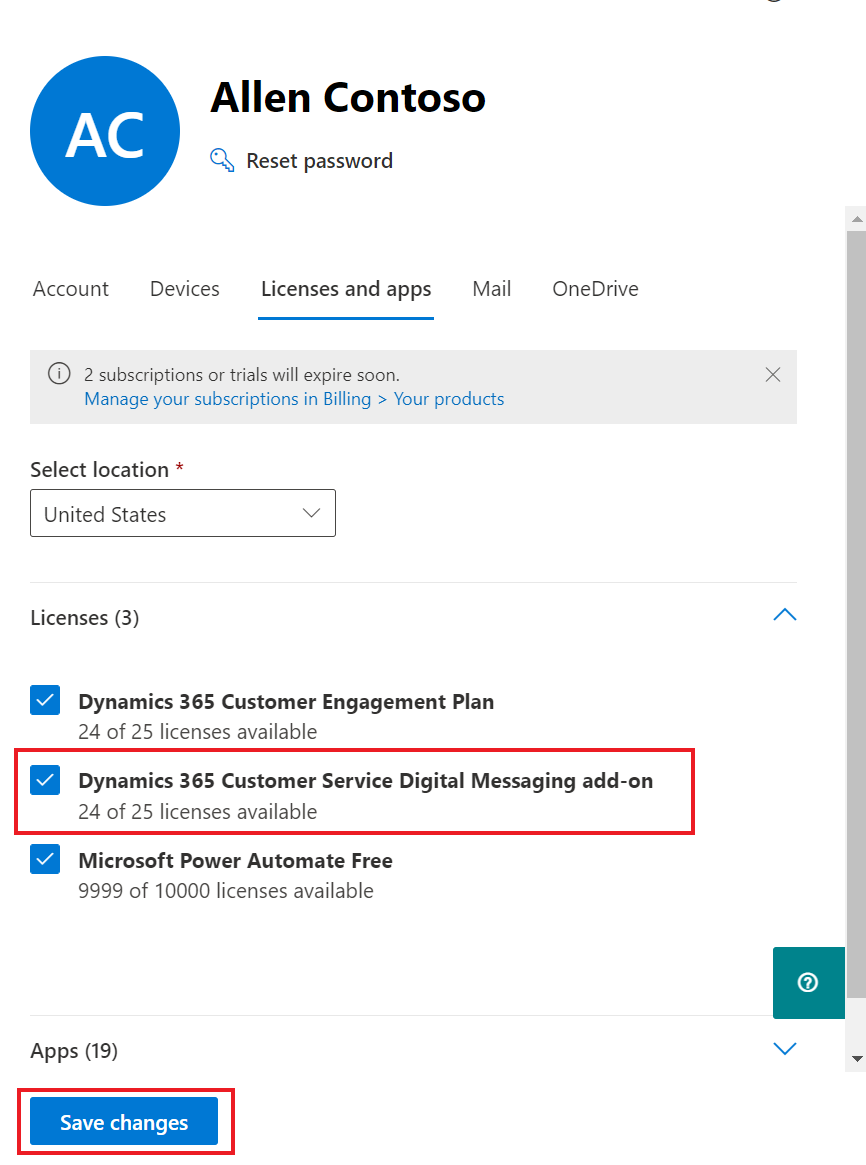 AC
Allen Contoso
Reset password
Account Devices Licenses and apps Mail OneDrive
2 subscriptions or trials will expire soon.
Manage your subscriptions in Billing > Your products
Select location *
United States
Licenses (3)
Dynamics 365 Customer Engagement Plan
24 of 25 licenses available
Dynamics 365 Customer Service Digital Messaging add-on
24 of 25 licenses available
Microsoft Power Automate Free
9999 of 10000 licenses available
Apps (19)
Save changes